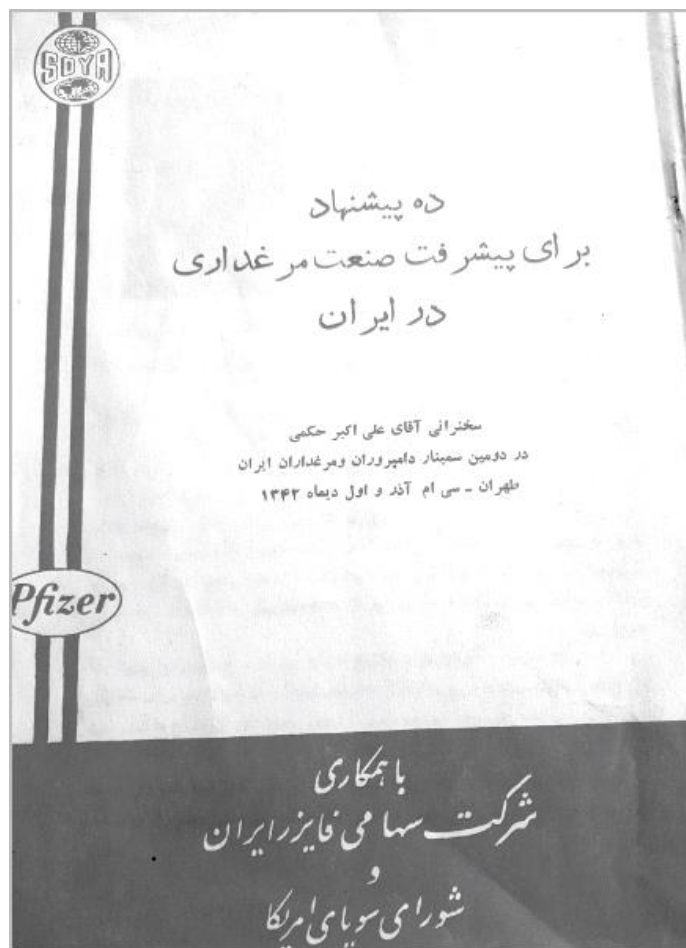 SOYA
ده پیشنهاد
برای پیشرفت صنعت مرغداری
در ایران
سخنرانی آقای علی اکبر حکمی
در دومین سمینار دامپروران ومرغداران ایران
طهران ـ سی ام آذر و اول دیماه ۱۳۴۲
Pfizer
با همکاری
شرکت سهامی فایزر ایران
و
شورای سویای امریکا